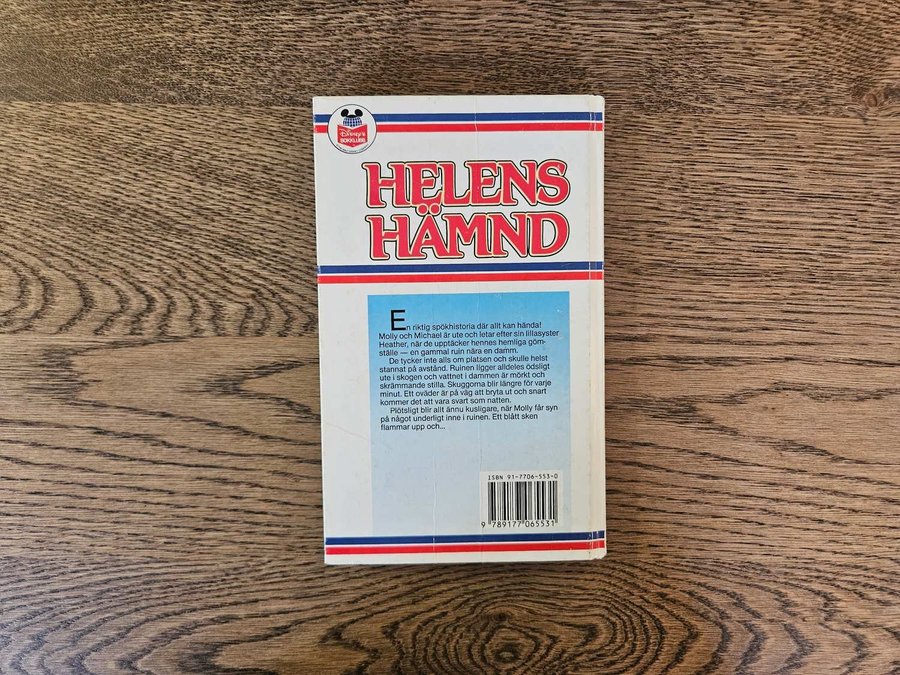 DISNEY'S
BOKKLUBB
HELENS
HÄMND
En riktig spökhistoria där allt kan hända!
Molly och Michael är ute och letar efter sin lillasyster
Heather, när de upptäcker hennes hemliga göm-
ställe — en gammal ruin nära en damm.
De tycker inte alls om platsen och skulle helst
stannat på avstånd. Ruinen ligger alldeles ödsligt
ute i skogen och vattnet i dammen är mörkt och
skrämmande stilla. Skuggorna blir längre för varje
minut. Ett oväder är på väg att bryta ut och snart
kommer det att vara svart som natten.
Plötsligt blir allt ännu kusligare, när Molly får syn
på något underligt inne i ruinen. Ett blått sken
flammar upp och...
ISBN 91-7706-553-0
9 789177 065531